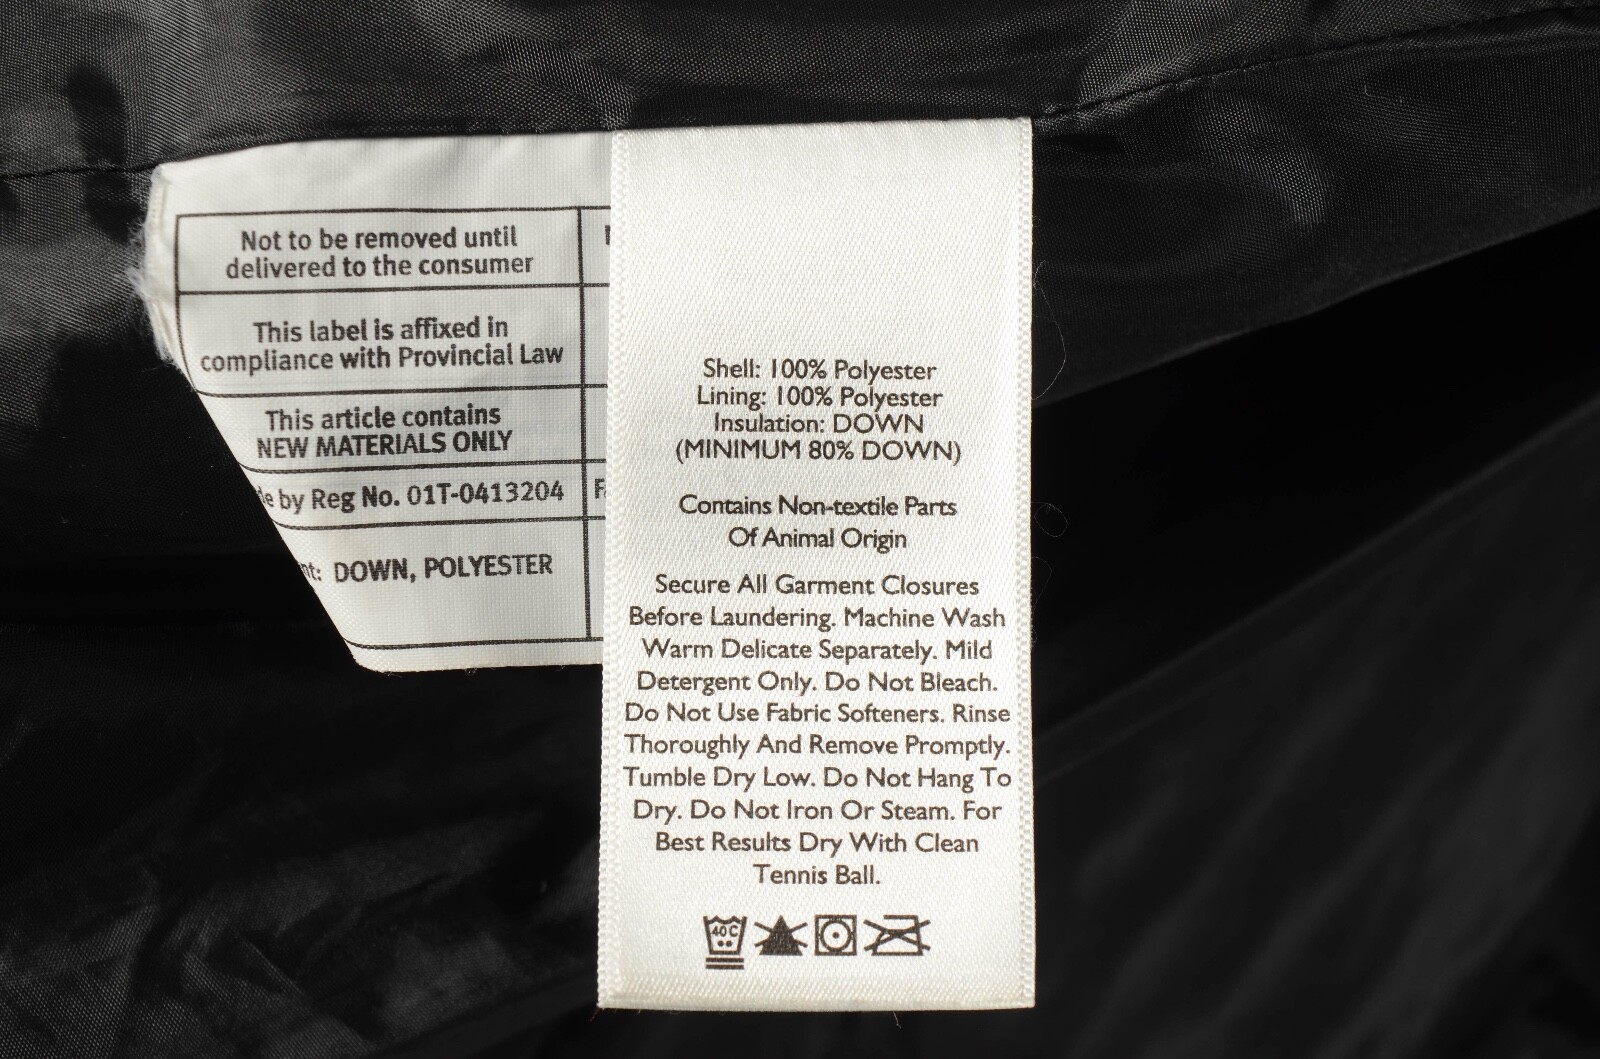 Not to be removed until
delivered to the consumer
This label is affixed in
compliance with Provincial Law
This article contains
NEW MATERIALS ONLY
by Reg No. 01T-0413204
DOWN, POLYESTER
Shell: 100% Polyester
Lining: 100% Polyester
Insulation: DOWN
(MINIMUM 80% DOWN)
Contains Non-textile Parts
Of Animal Origin
Secure All Garment Closures
Before Laundering. Machine Wash
Warm Delicate Separately. Mild
Detergent Only. Do Not Bleach.
Do Not Use Fabric Softeners. Rinse
Thoroughly And Remove Promptly.
Tumble Dry Low. Do Not Hang To
Dry. Do Not Iron Or Steam. For
Best Results Dry With Clean
Tennis Ball.
40C